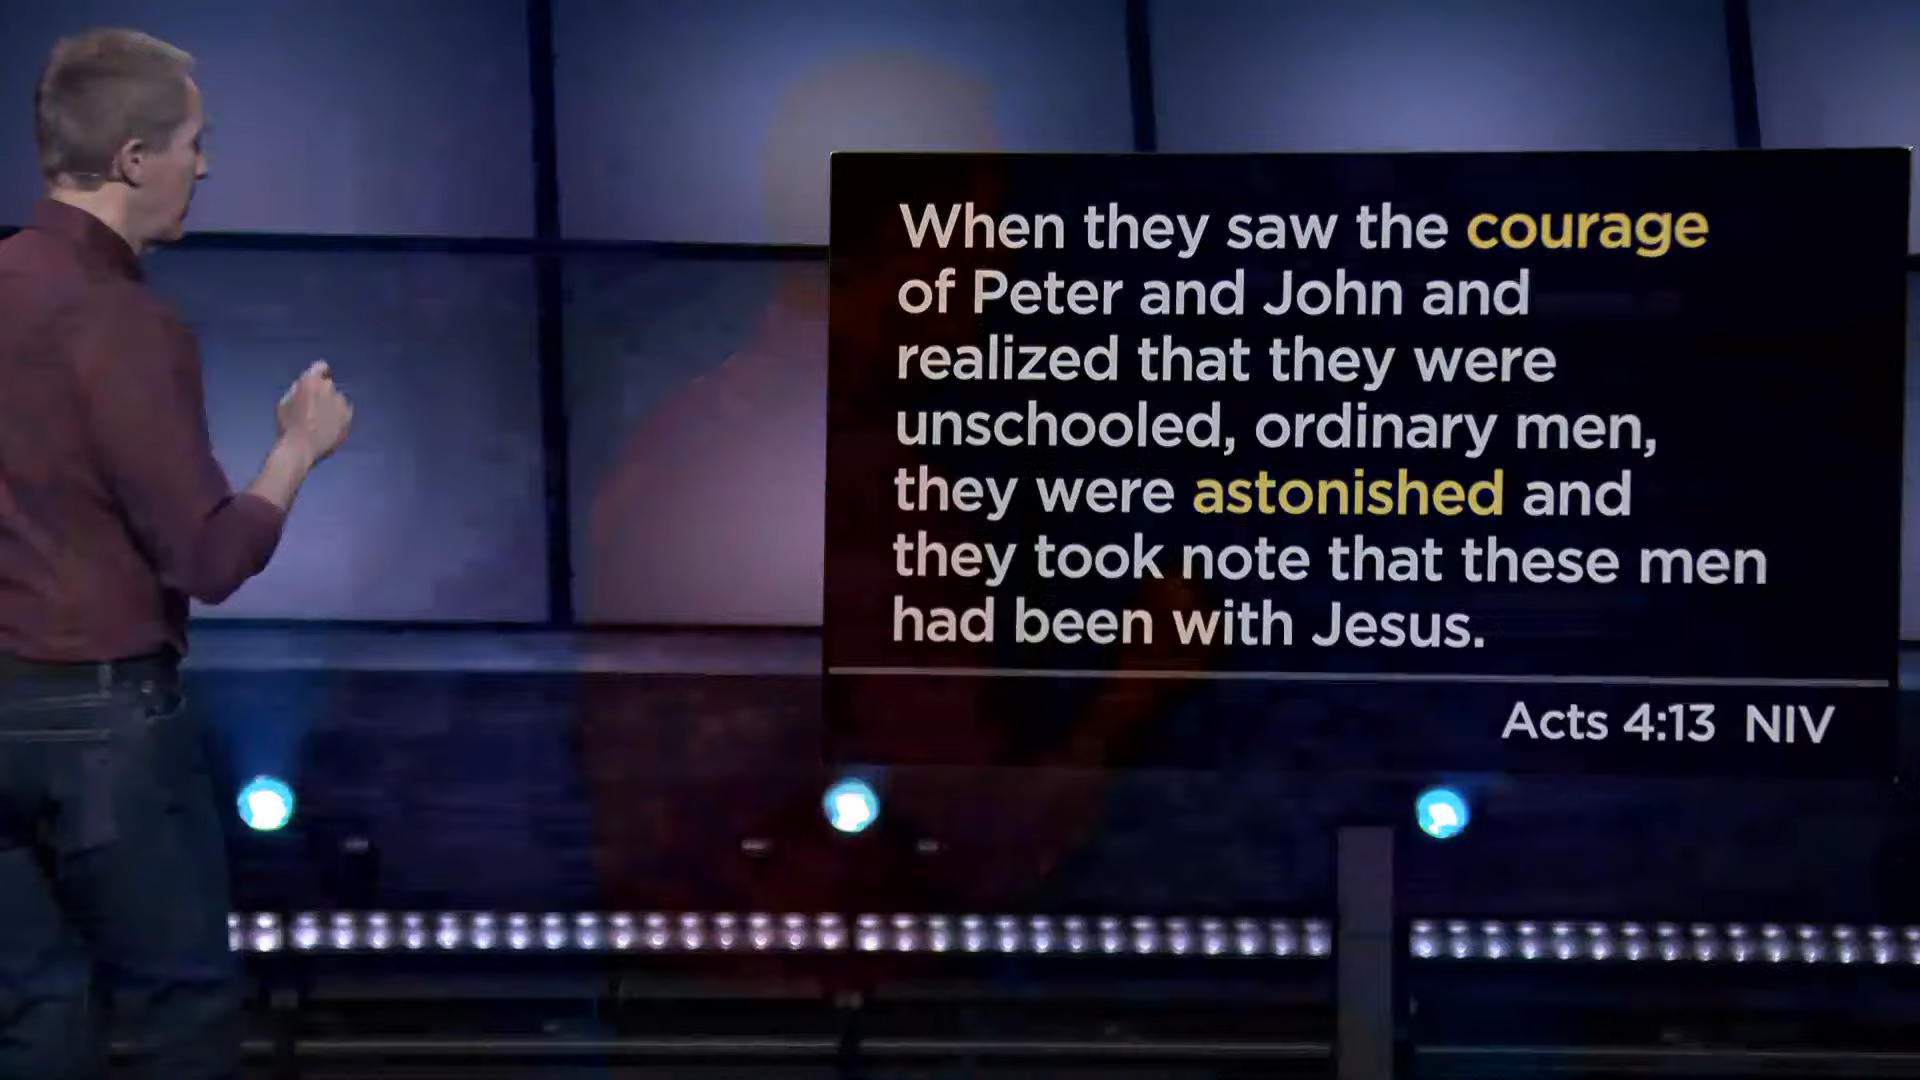 When they saw the courage
of Peter and John and
realized that they were
unschooled, ordinary men,
they were astonished and
they took note that these men
had been with Jesus.
Acts 4:13 NIV